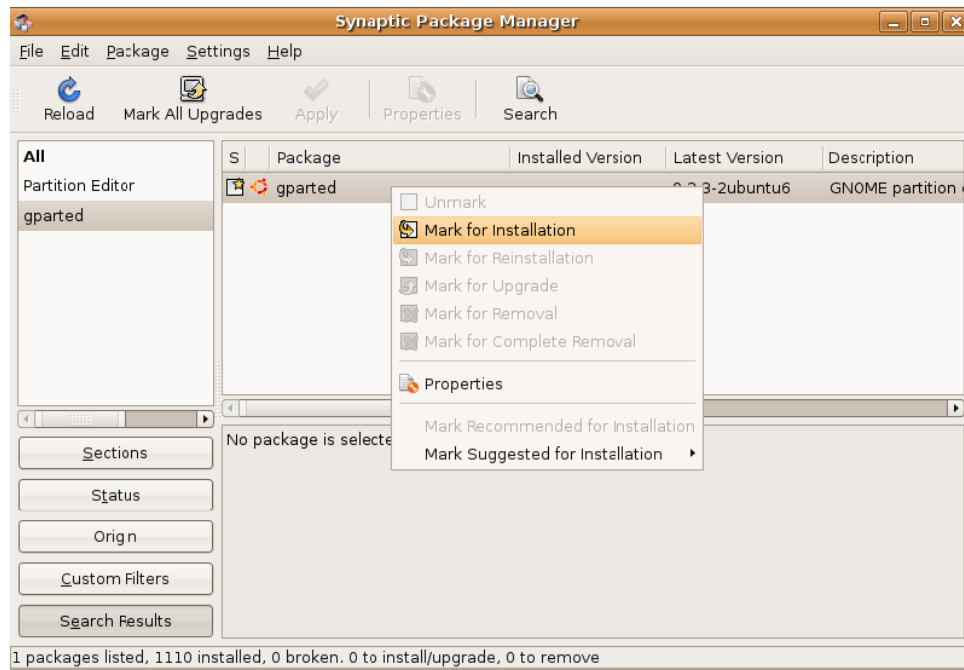 Synaptic Package Manager
File Edit Package Settings Help
Reload Mark All Upgrades Apply Properties Search
All
Partition Editor
gparted
S Package Installed Version Latest Version Description
gparted 3-2ubuntu6 GNOME partition
Unmark
Mark for Installation
Mark for Reinstallation
Mark for Upgrade
Mark for Removal
Mark for Complete Removal
Properties
Mark Recommended for Installation
Mark Suggested for Installation
No package is selecte
Sections
Status
Origin
Custom Filters
Search Results
1 packages listed, 1110 installed, 0 broken. 0 to install/upgrade, 0 to remove